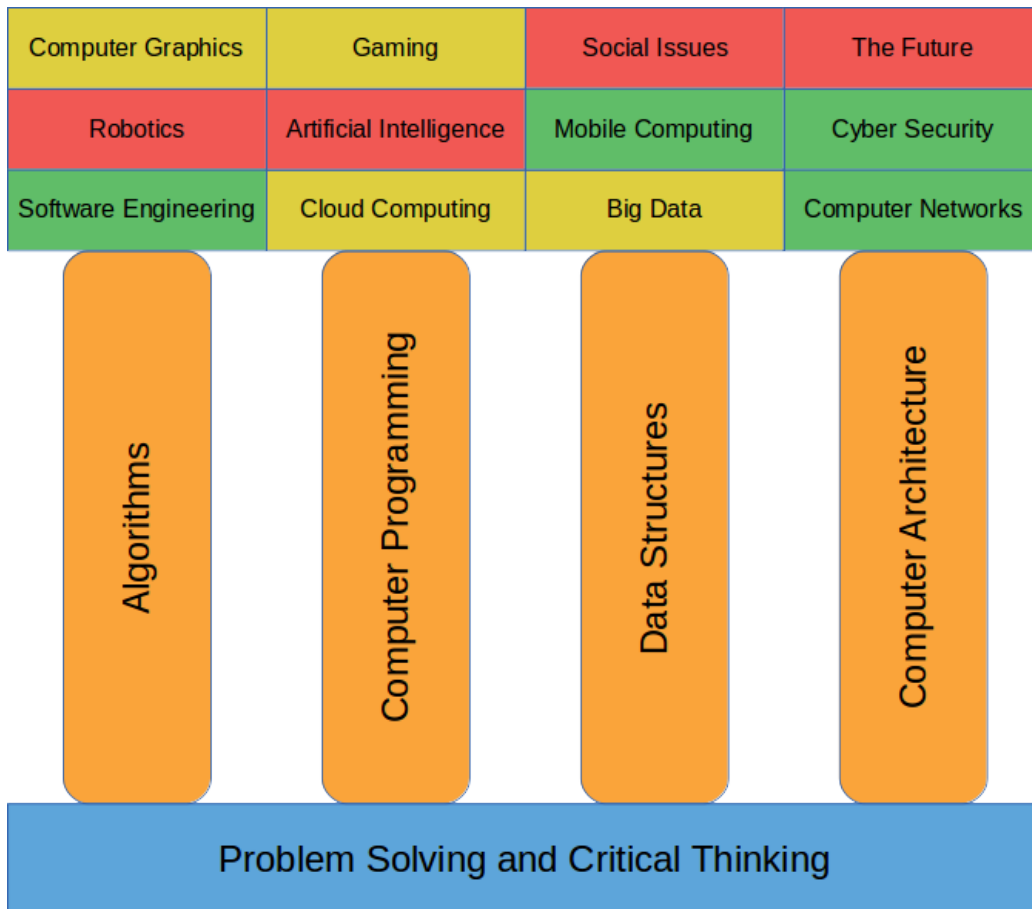 Computer Graphics
Gaming
Social Issues
The Future
Robotics
Artificial Intelligence
Mobile Computing
Cyber Security
Software Engineering
Cloud Computing
Big Data
Computer Networks
Algorithms
Computer Programming
Data Structures
Computer Architecture
Problem Solving and Critical Thinking